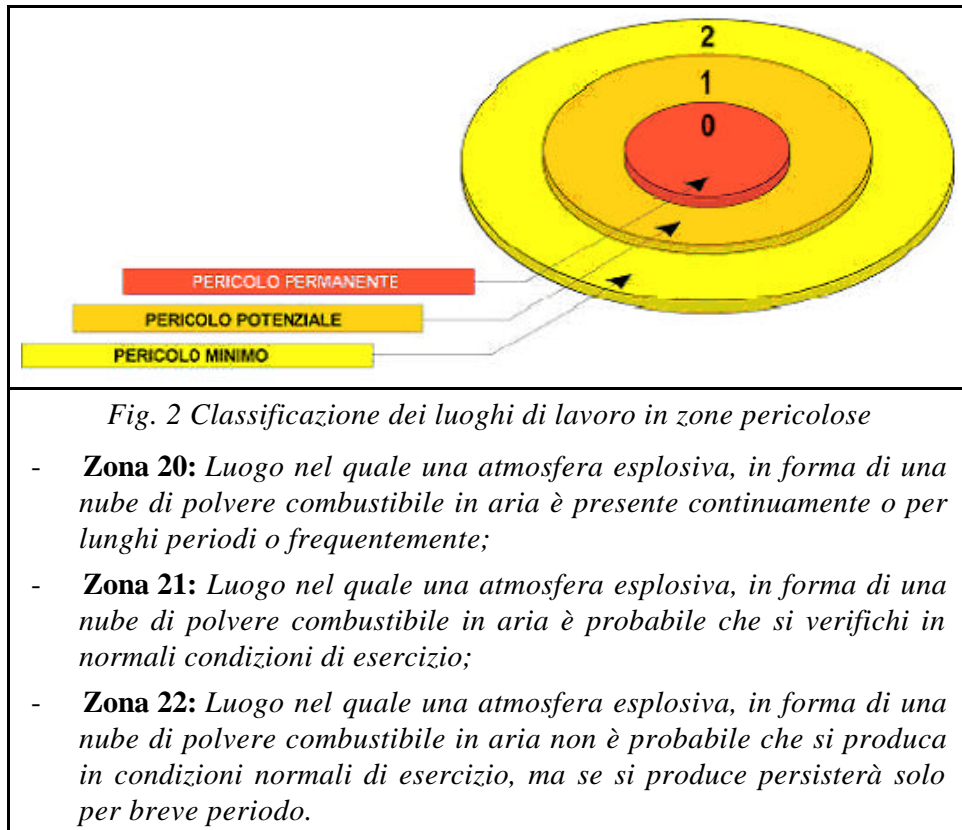 2
1
0
PERICOLO PERMANENTE
PERICOLO POTENZIALE
PERICOLO MINIMO
Fig. 2 Classificazione dei luoghi di lavoro in zone pericolose
- Zona 20: Luogo nel quale una atmosfera esplosiva, in forma di una
nube di polvere combustibile in aria è presente continuamente o per
lunghi periodi o frequentemente;
- Zona 21: Luogo nel quale una atmosfera esplosiva, in forma di una
nube di polvere combustibile in aria è probabile che si verifichi in
normali condizioni di esercizio;
- Zona 22: Luogo nel quale una atmosfera esplosiva, in forma di una
nube di polvere combustibile in aria non è probabile che si produca
in condizioni normali di esercizio, ma se si produce persisterà solo
per breve periodo.